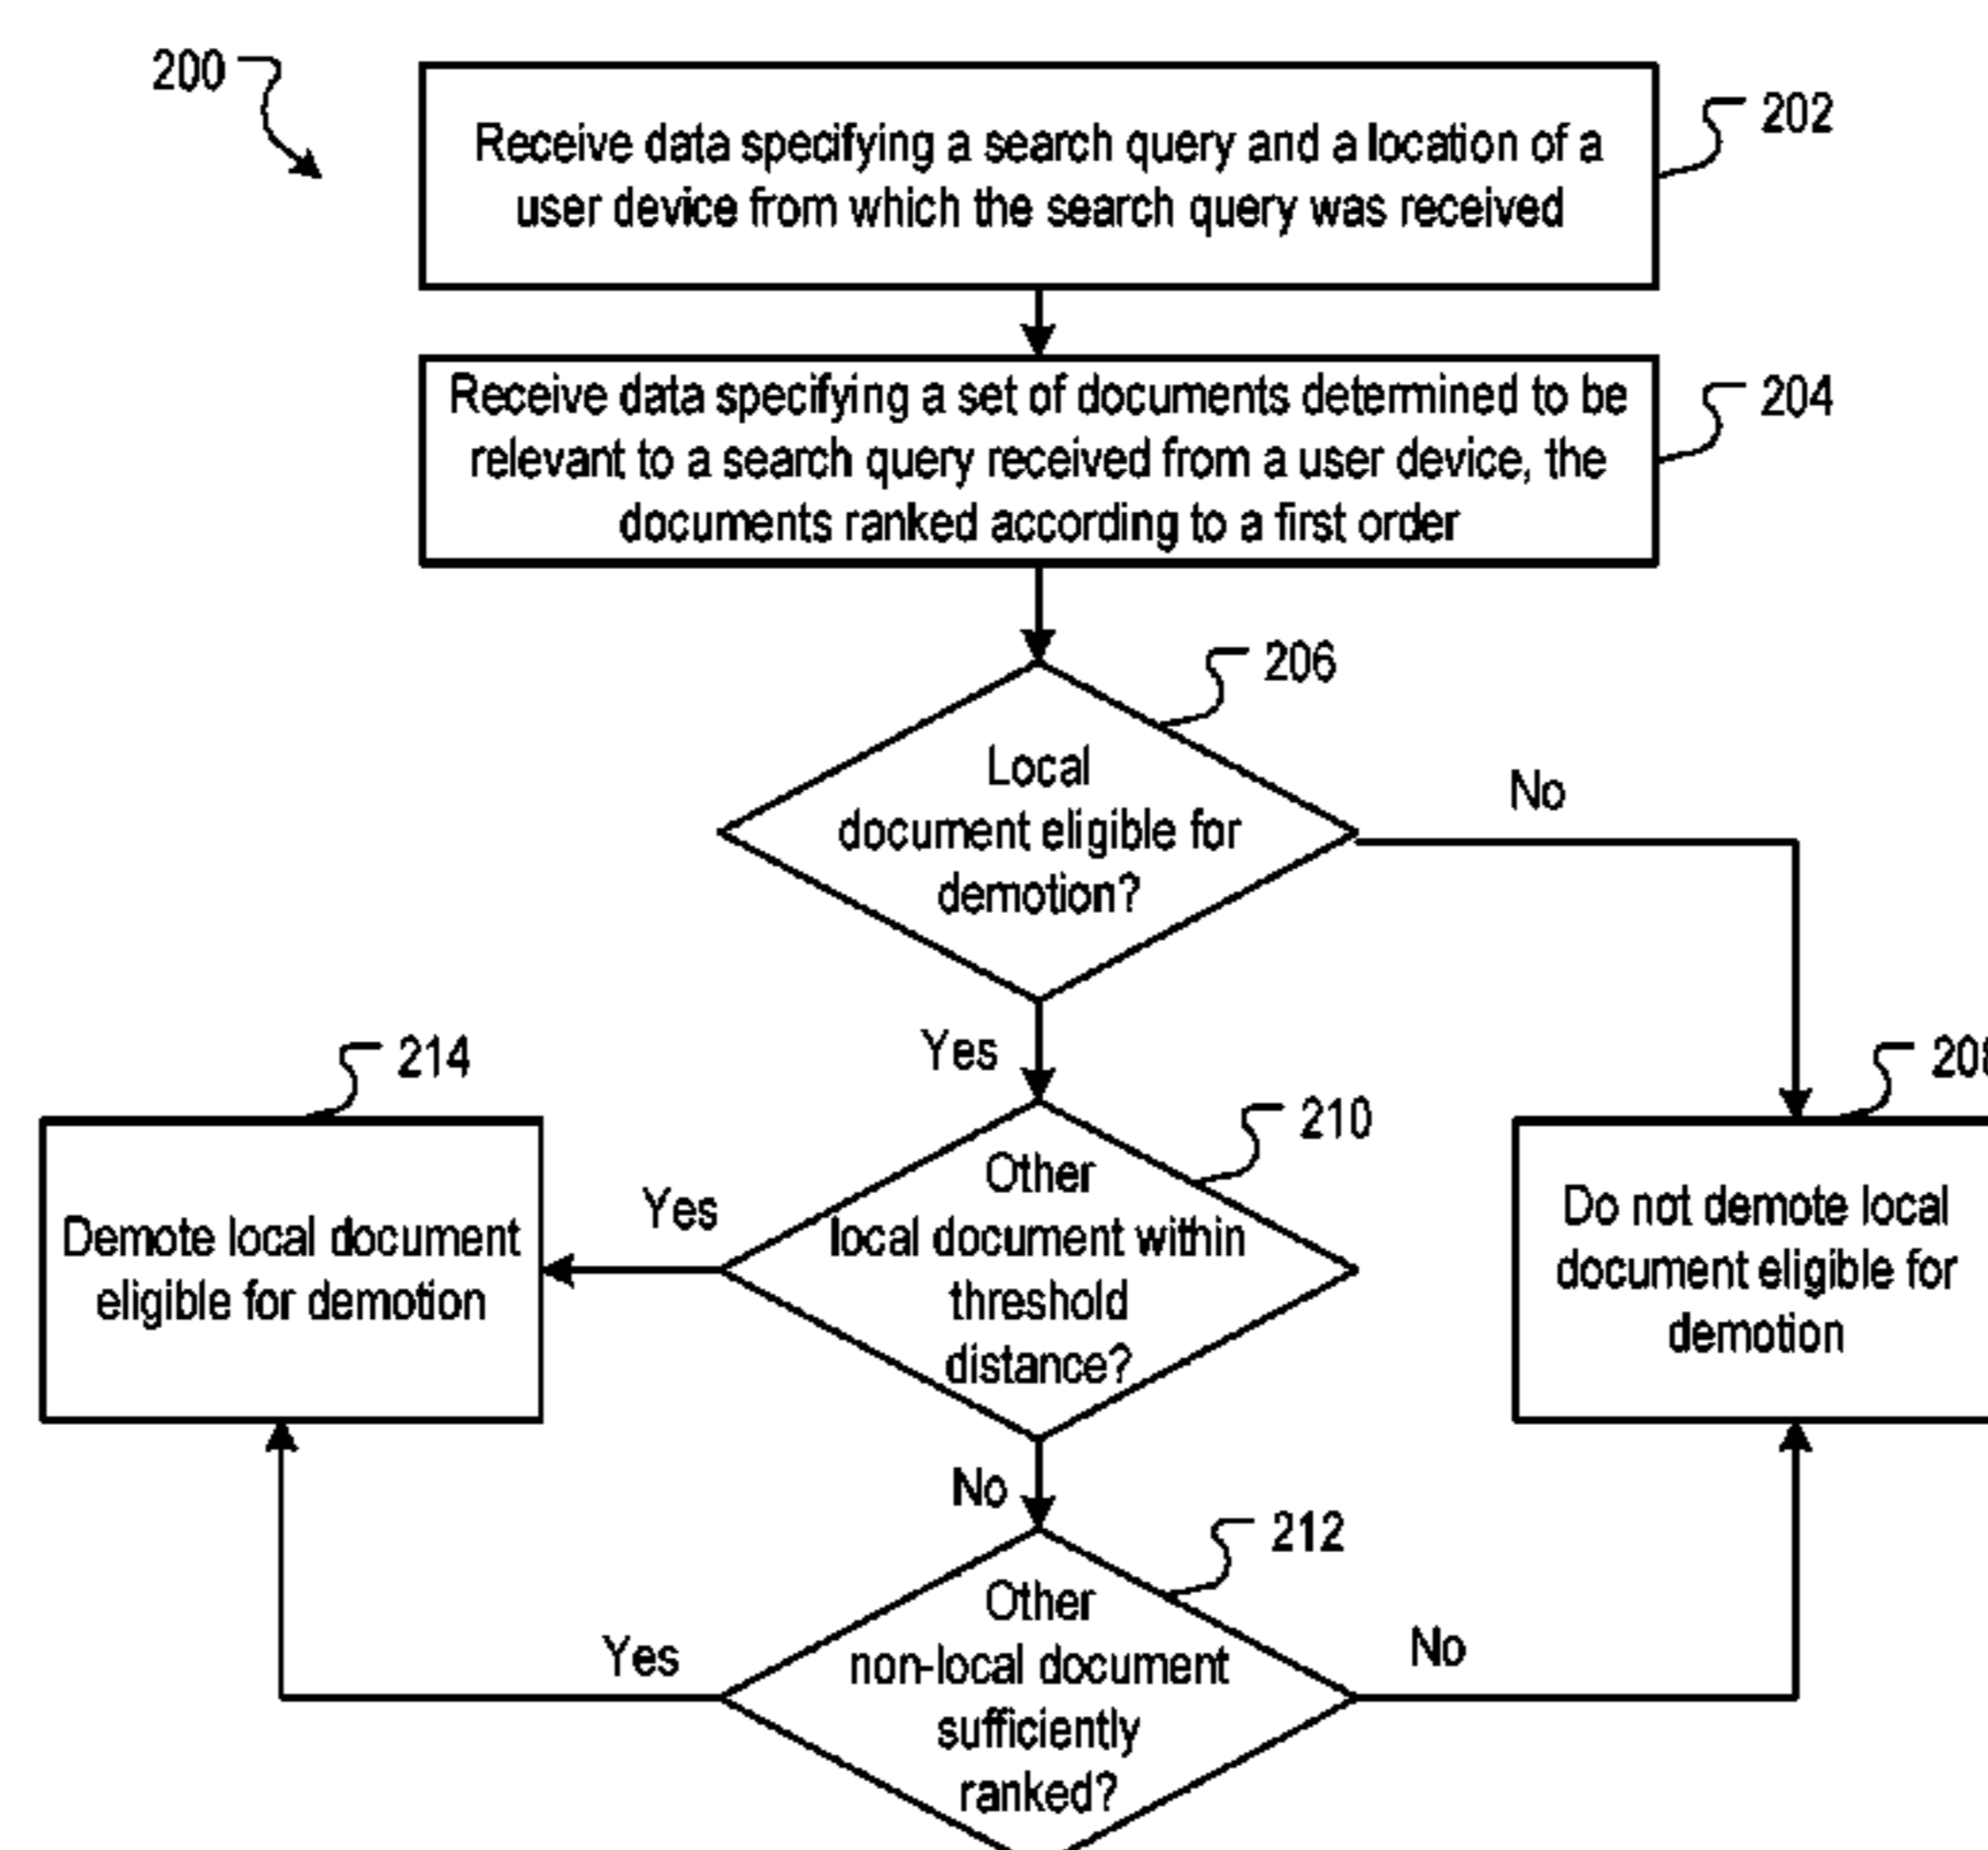 200
202
Receive data specifying a search query and a location of a
user device from which the search query was received
204
Receive data specifying a set of documents determined to be
relevant to a search query received from a user device, the
documents ranked according to a first order
206
Local
document eligible for
demotion?
No
Yes
214
210
Demote local document
eligible for demotion
Yes
Other
local document within
threshold
distance?
Do not demote local
document eligible for
demotion
No
212
Other
non-local document
sufficiently
ranked?
Yes
No